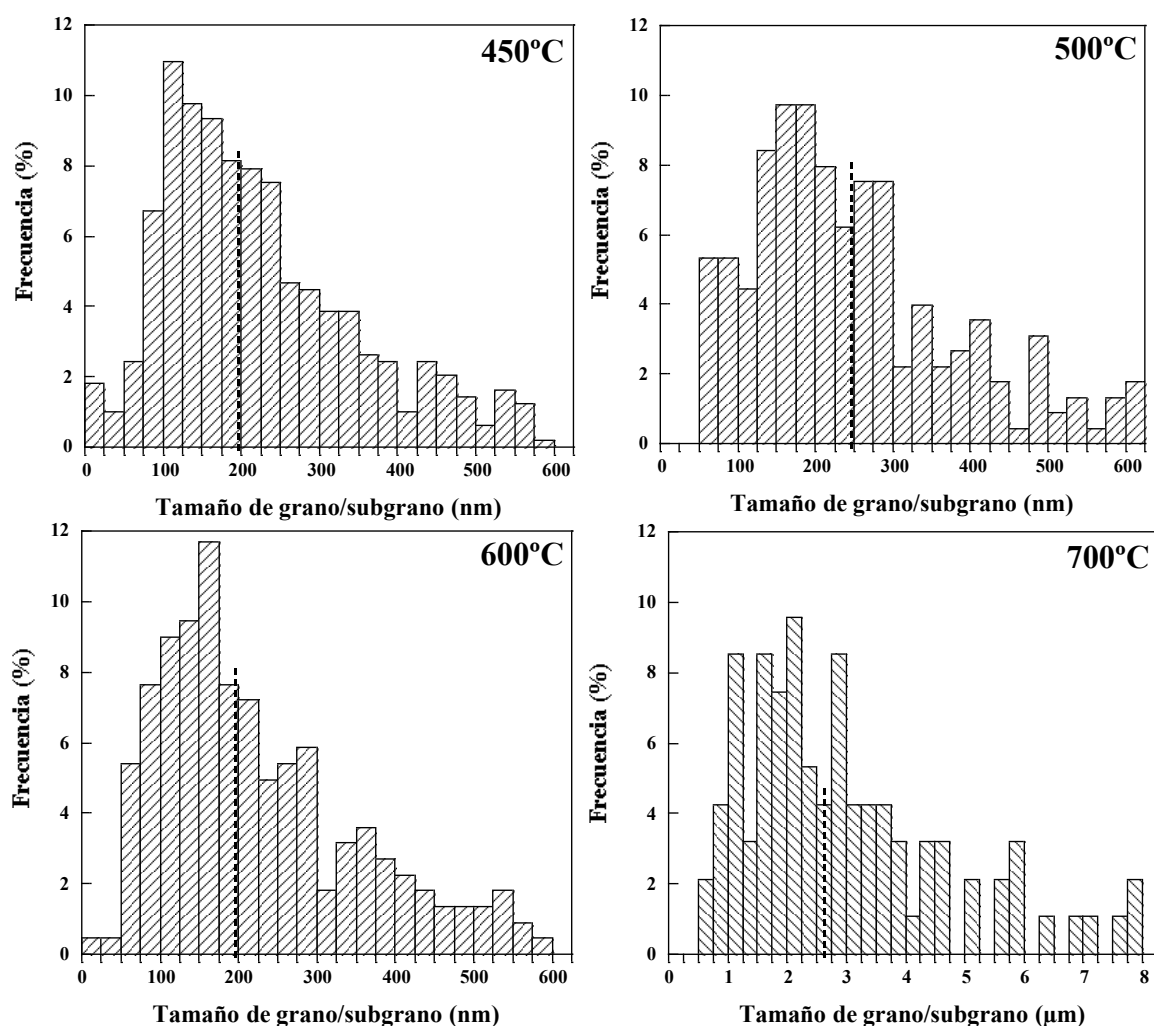 450ºC
12
10
8
6
4
2
0
Frecuencia (%)
0 100 200 300 400 500 600
Tamaño de grano/subgrano (nm)
500ºC
12
10
8
6
4
2
0
Frecuencia (%)
0 100 200 300 400 500 600
Tamaño de grano/subgrano (nm)
600ºC
12
10
8
6
4
2
0
Frecuencia (%)
0 100 200 300 400 500 600
Tamaño de grano/subgrano (nm)
700ºC
12
10
8
6
4
2
0
Frecuencia (%)
0 1 2 3 4 5 6 7 8
Tamaño de grano/subgrano (µm)